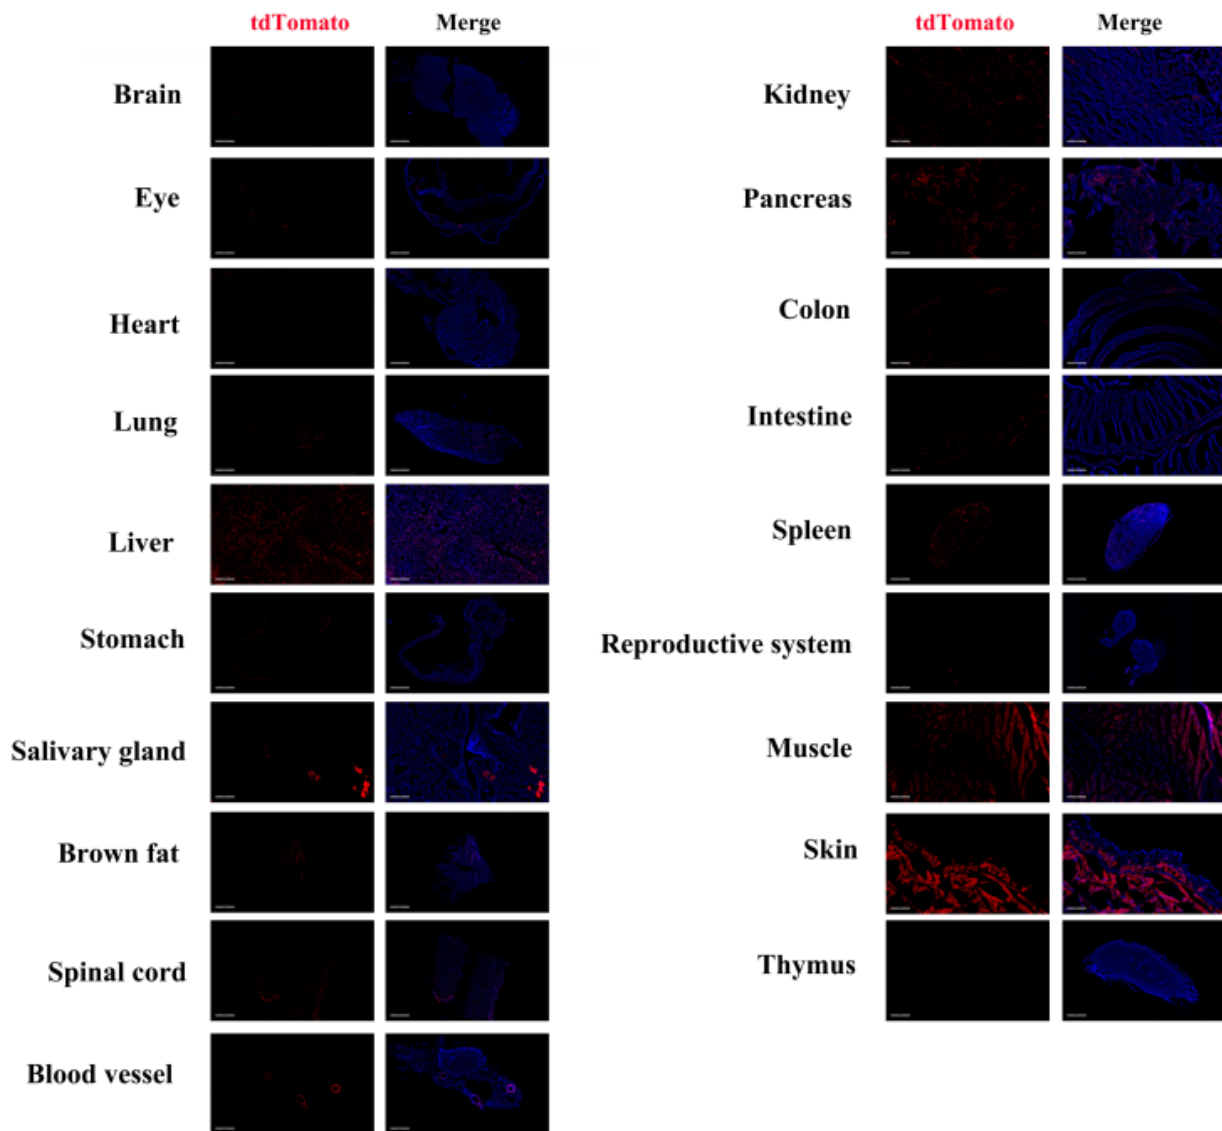 tdTomato Merge
Brain
Eye
Heart
Lung
Liver
Stomach
Salivary gland
Brown fat
Spinal cord
Blood vessel
tdTomato Merge
Kidney
Pancreas
Colon
Intestine
Spleen
Reproductive system
Muscle
Skin
Thymus